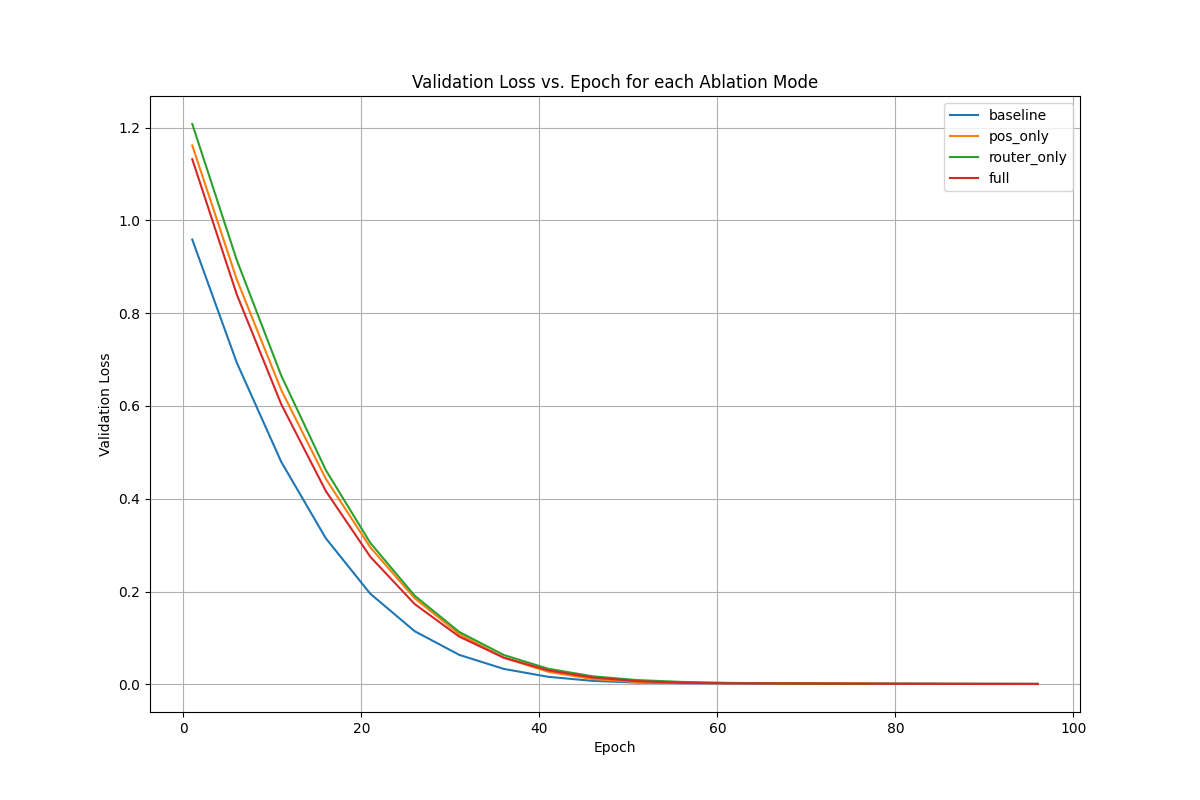 Validation Loss vs. Epoch for each Ablation Mode
baseline
pos_only
router_only
full
1.2
1.0
0.8
0.6
0.4
0.2
0.0
Validation Loss
0 20 40 60 80 100
Epoch